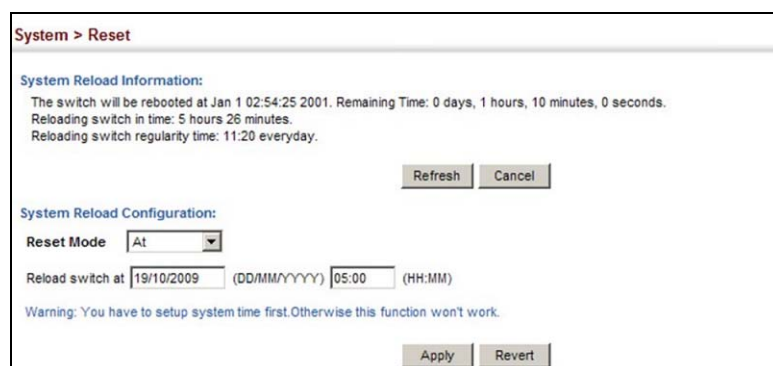 System > Reset
System Reload Information:
The switch will be rebooted at Jan 1 02:54:25 2001. Remaining Time: 0 days, 1 hours, 10 minutes, 0 seconds.
Reloading switch in time: 5 hours 26 minutes.
Reloading switch regularity time: 11:20 everyday.
Refresh Cancel
System Reload Configuration:
Reset Mode At
Reload switch at 19/10/2009 (DD/MM/YYYY) 05:00 (HH:MM)
Warning: You have to setup system time first.Otherwise this function won't work.
Apply Revert